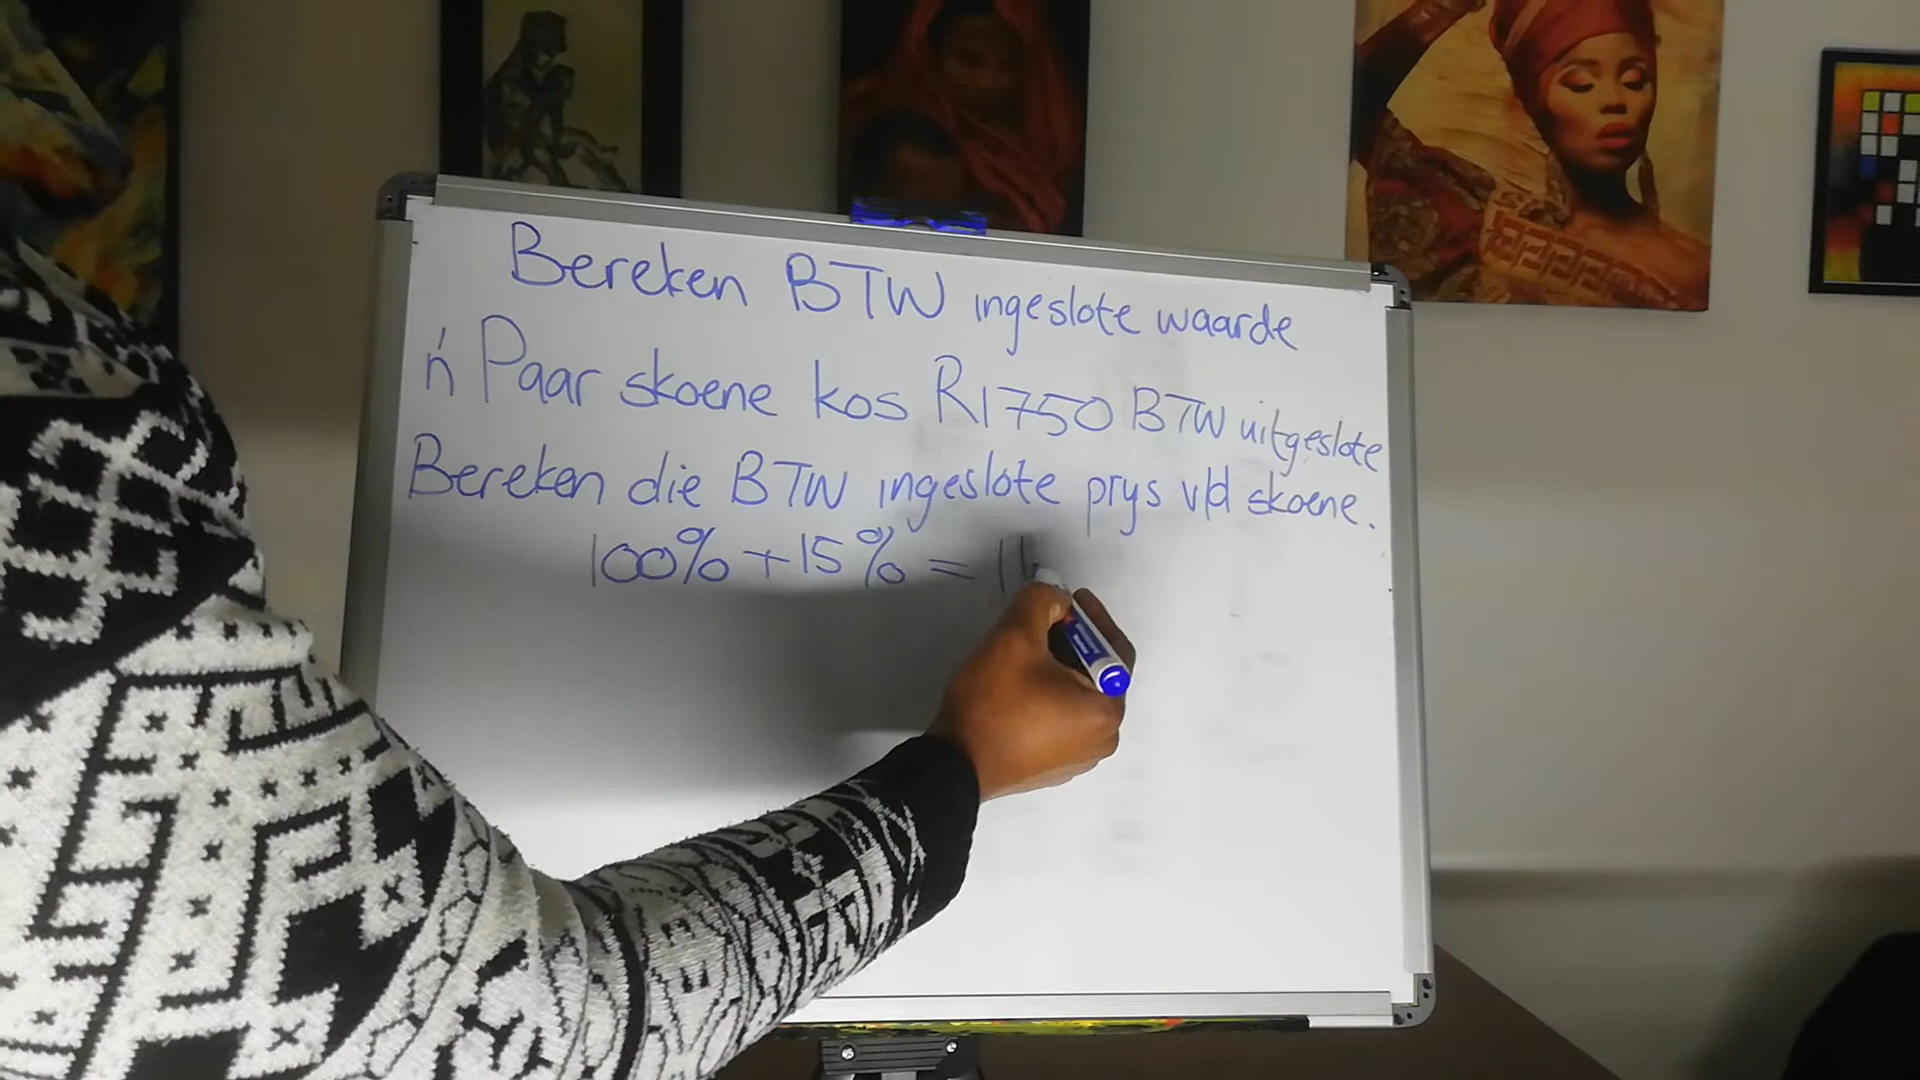 Bereken BTW ingeslote waarde
ń Paar skoene kos R1750 BTW uitgeslote
Bereken die BTW ingeslote prys v/d skoene.
100% + 15% = 11